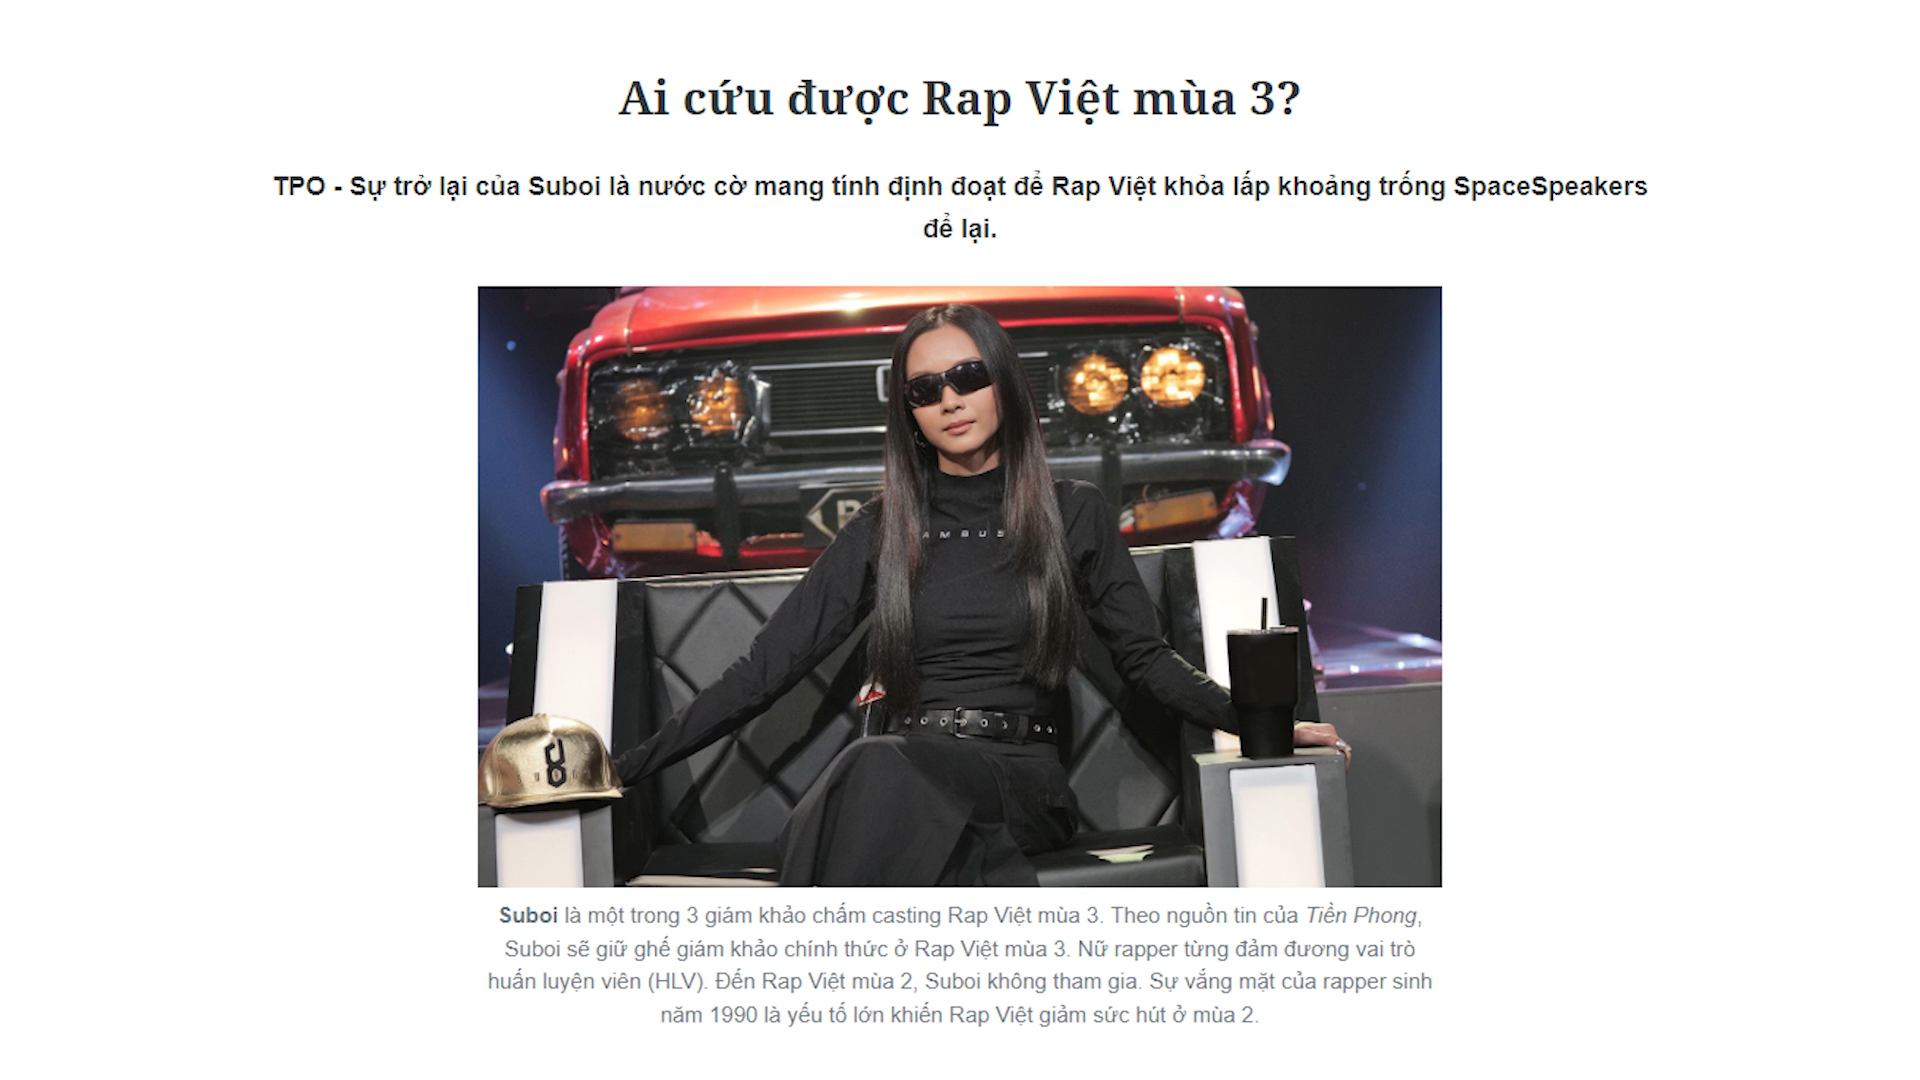 Ai cứu được Rap Việt mùa 3?
TPO - Sự trở lại của Suboi là nước cờ mang tính định đoạt để Rap Việt khỏa lấp khoảng trống SpaceSpeakers
để lại.
AMBUS
Suboi là một trong 3 giám khảo chấm casting Rap Việt mùa 3. Theo nguồn tin của Tiền Phong,
Suboi sẽ giữ ghế giám khảo chính thức ở Rap Việt mùa 3. Nữ rapper từng đảm đương vai trò
huấn luyện viên (HLV). Đến Rap Việt mùa 2, Suboi không tham gia. Sự vắng mặt của rapper sinh
năm 1990 là yếu tố lớn khiến Rap Việt giảm sức hút ở mùa 2.